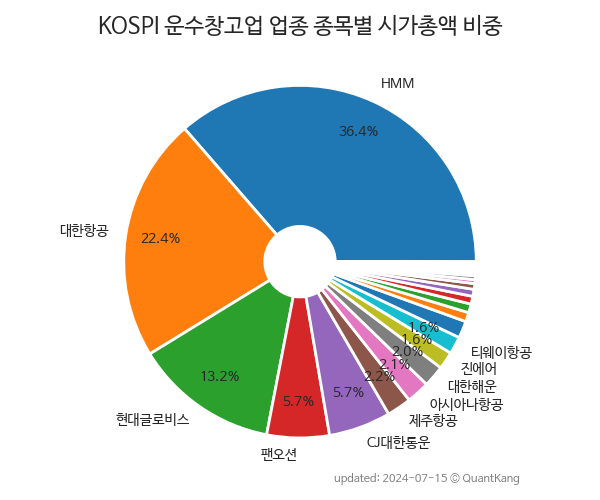 KOSPI 운수창고업 업종 종목별 시가총액 비중
HMM
36.4%
대한항공
22.4%
현대글로비스
13.2%
팬오션
5.7%
CJ대한통운
5.7%
제주항공
2.2%
아시아나항공
2.1%
대한해운
2.0%
진에어
1.6%
티웨이항공
1.6%
updated: 2024-07-15 © QuantKang